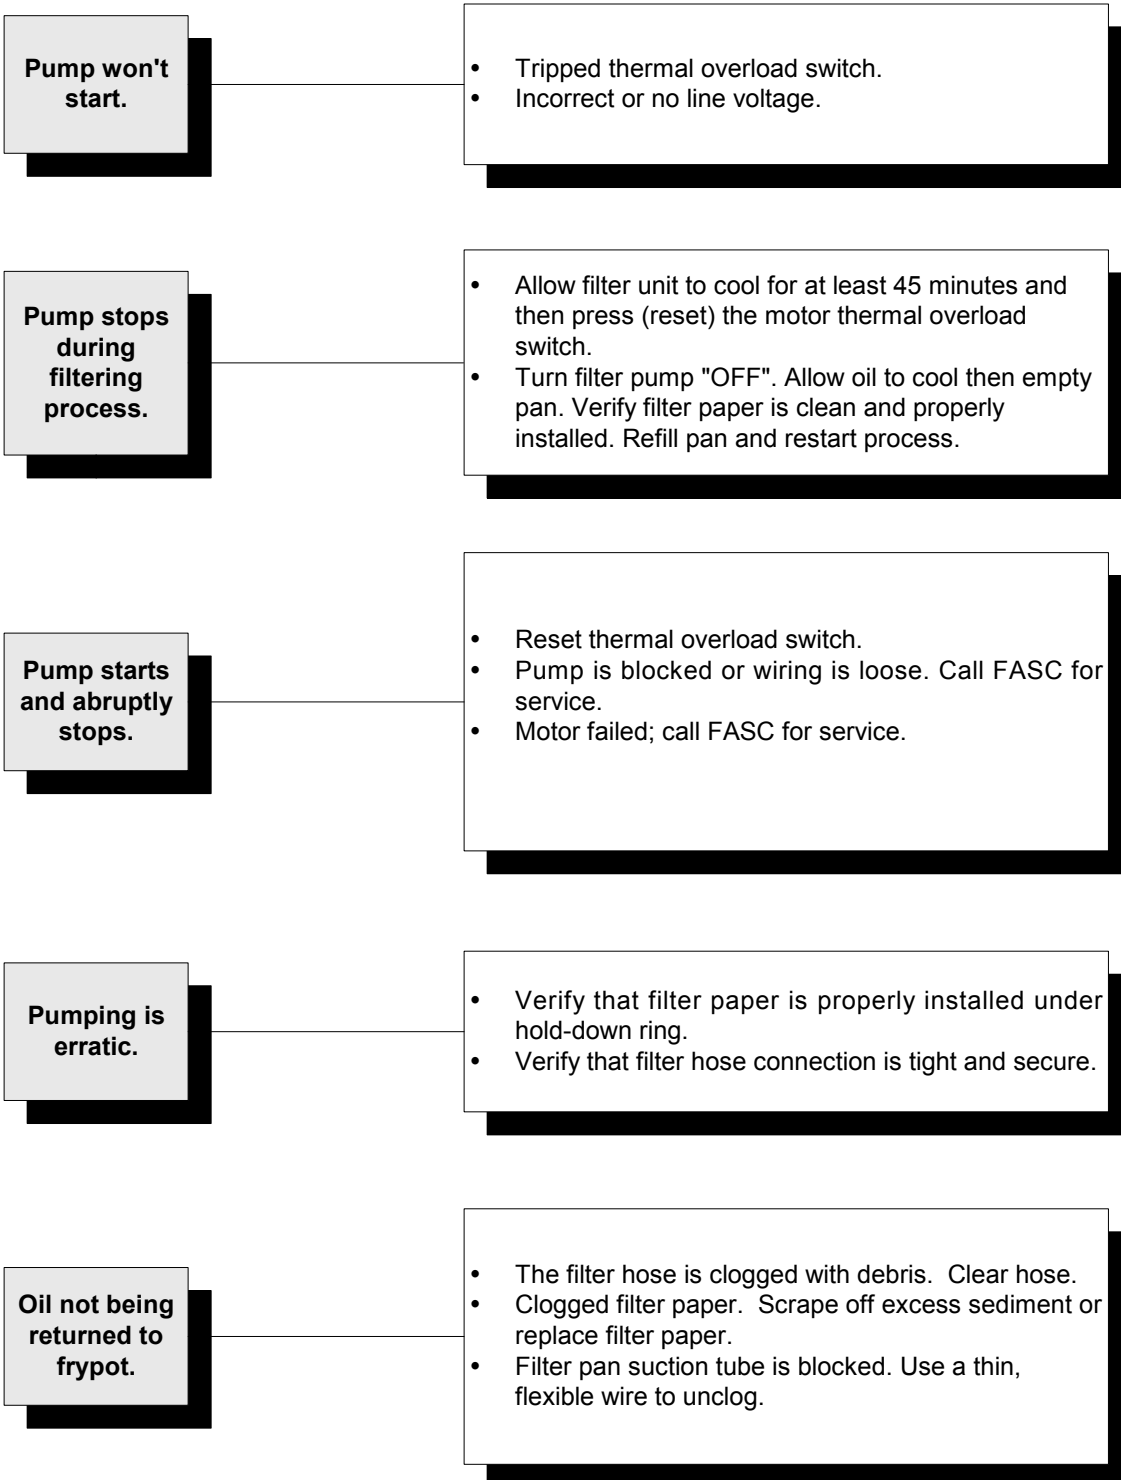 Pump won't
start.
• Tripped thermal overload switch.
• Incorrect or no line voltage.
Pump stops
during
filtering
process.
• Allow filter unit to cool for at least 45 minutes and
then press (reset) the motor thermal overload
switch.
• Turn filter pump "OFF". Allow oil to cool then empty
pan. Verify filter paper is clean and properly
installed. Refill pan and restart process.
Pump starts
and abruptly
stops.
• Reset thermal overload switch.
• Pump is blocked or wiring is loose. Call FASC for
service.
• Motor failed; call FASC for service.
Pumping is
erratic.
• Verify that filter paper is properly installed under
hold-down ring.
• Verify that filter hose connection is tight and secure.
Oil not being
returned to
frypot.
• The filter hose is clogged with debris.  Clear hose.
• Clogged filter paper.  Scrape off excess sediment or
replace filter paper.
• Filter pan suction tube is blocked. Use a thin,
flexible wire to unclog.